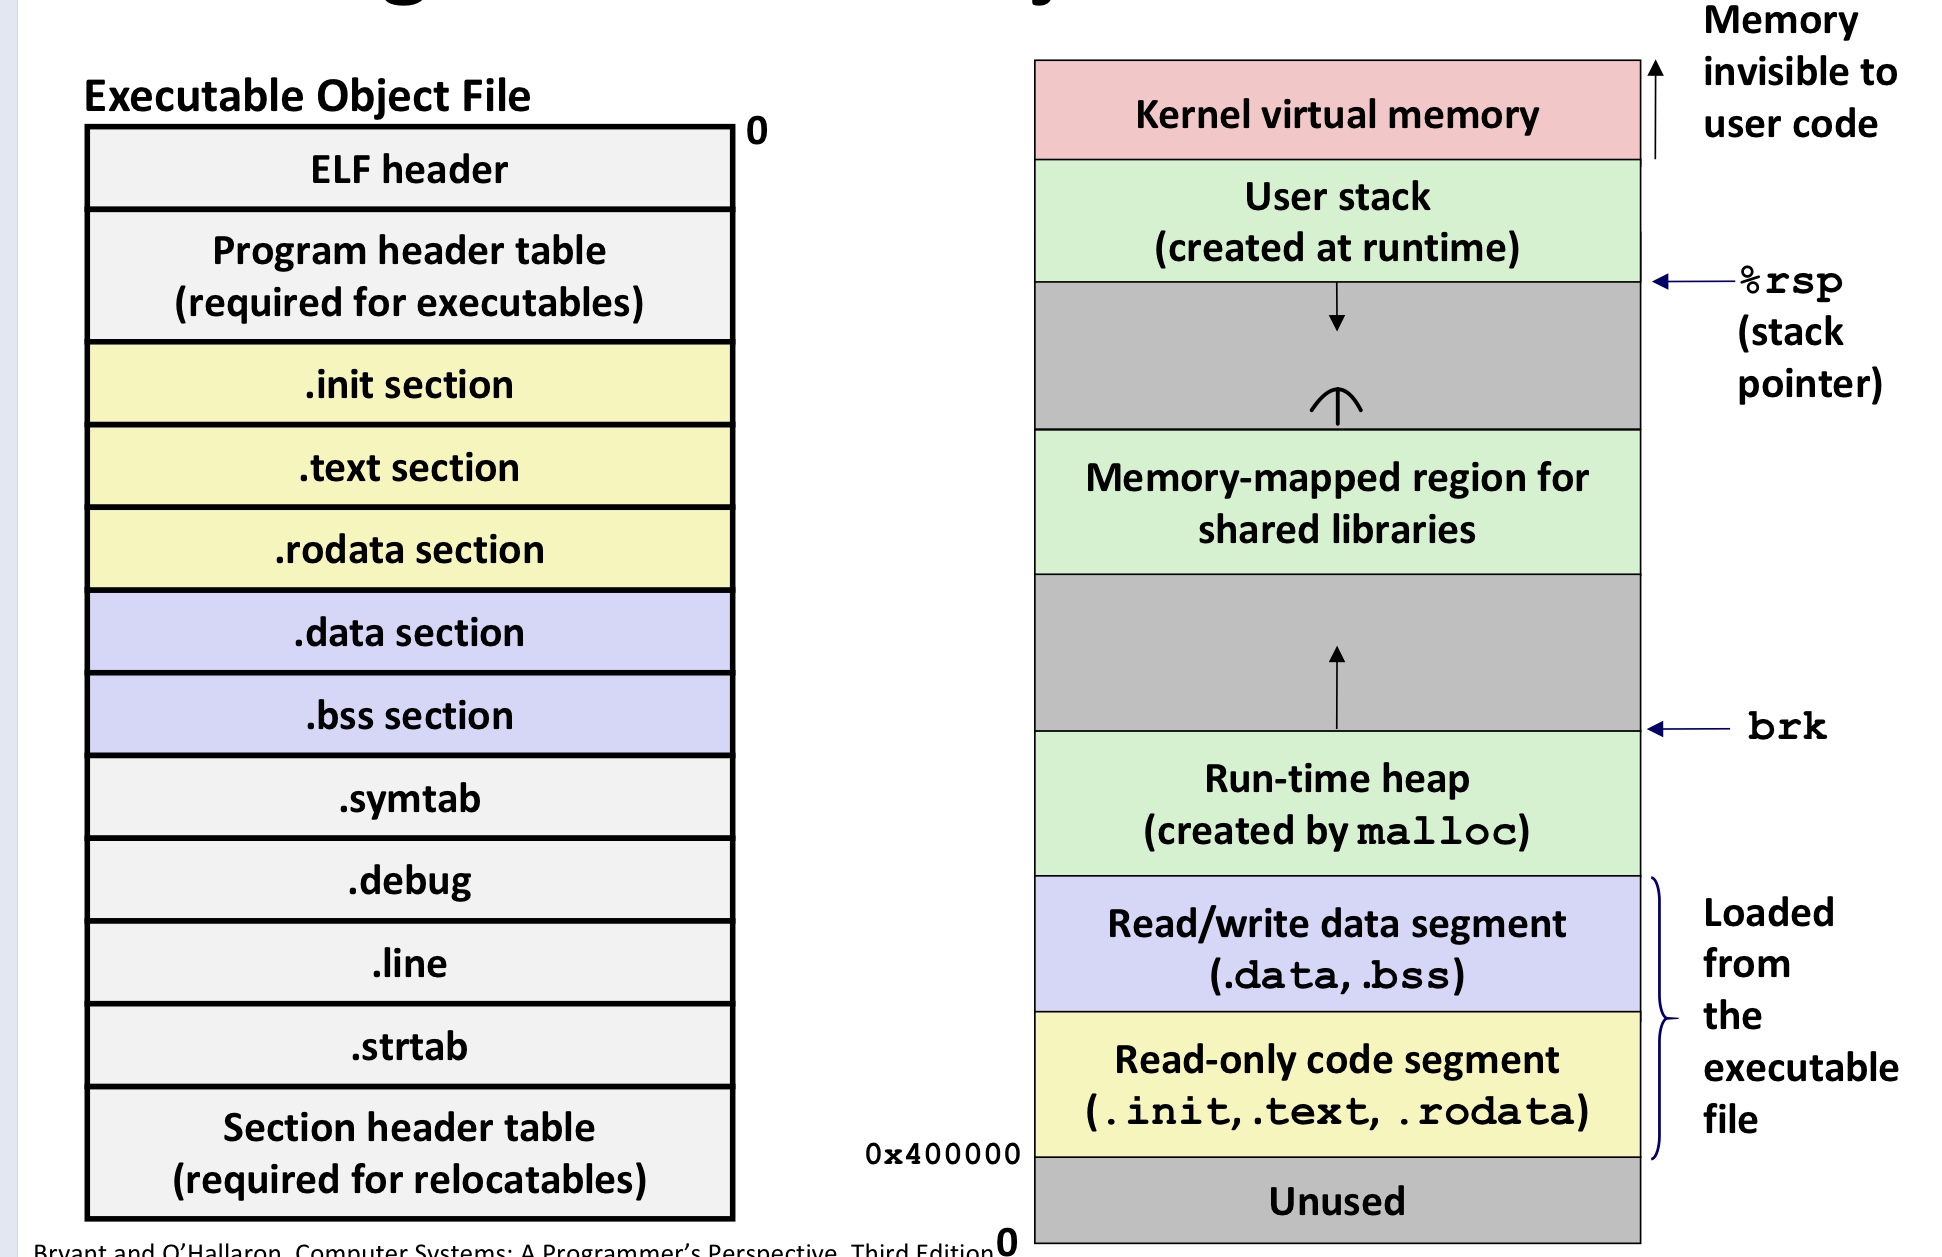 Executable Object File
0
ELF header
Program header table
(required for executables)
.init section
.text section
.rodata section
.data section
.bss section
.symtab
.debug
.line
.strtab
Section header table
(required for relocatables)
Memory
invisible to
user code
Kernel virtual memory
User stack
(created at runtime)
%rsp
(stack
pointer)
Memory-mapped region for
shared libraries
brk
Run-time heap
(created by malloc)
Read/write data segment
(.data, .bss)
Read-only code segment
(.init, .text, .rodata)
Loaded
from
the
executable
file
0x400000
Unused
0
Bryant and O'Hallaron, Computer Systems: A Programmer's Perspective, Third Edition